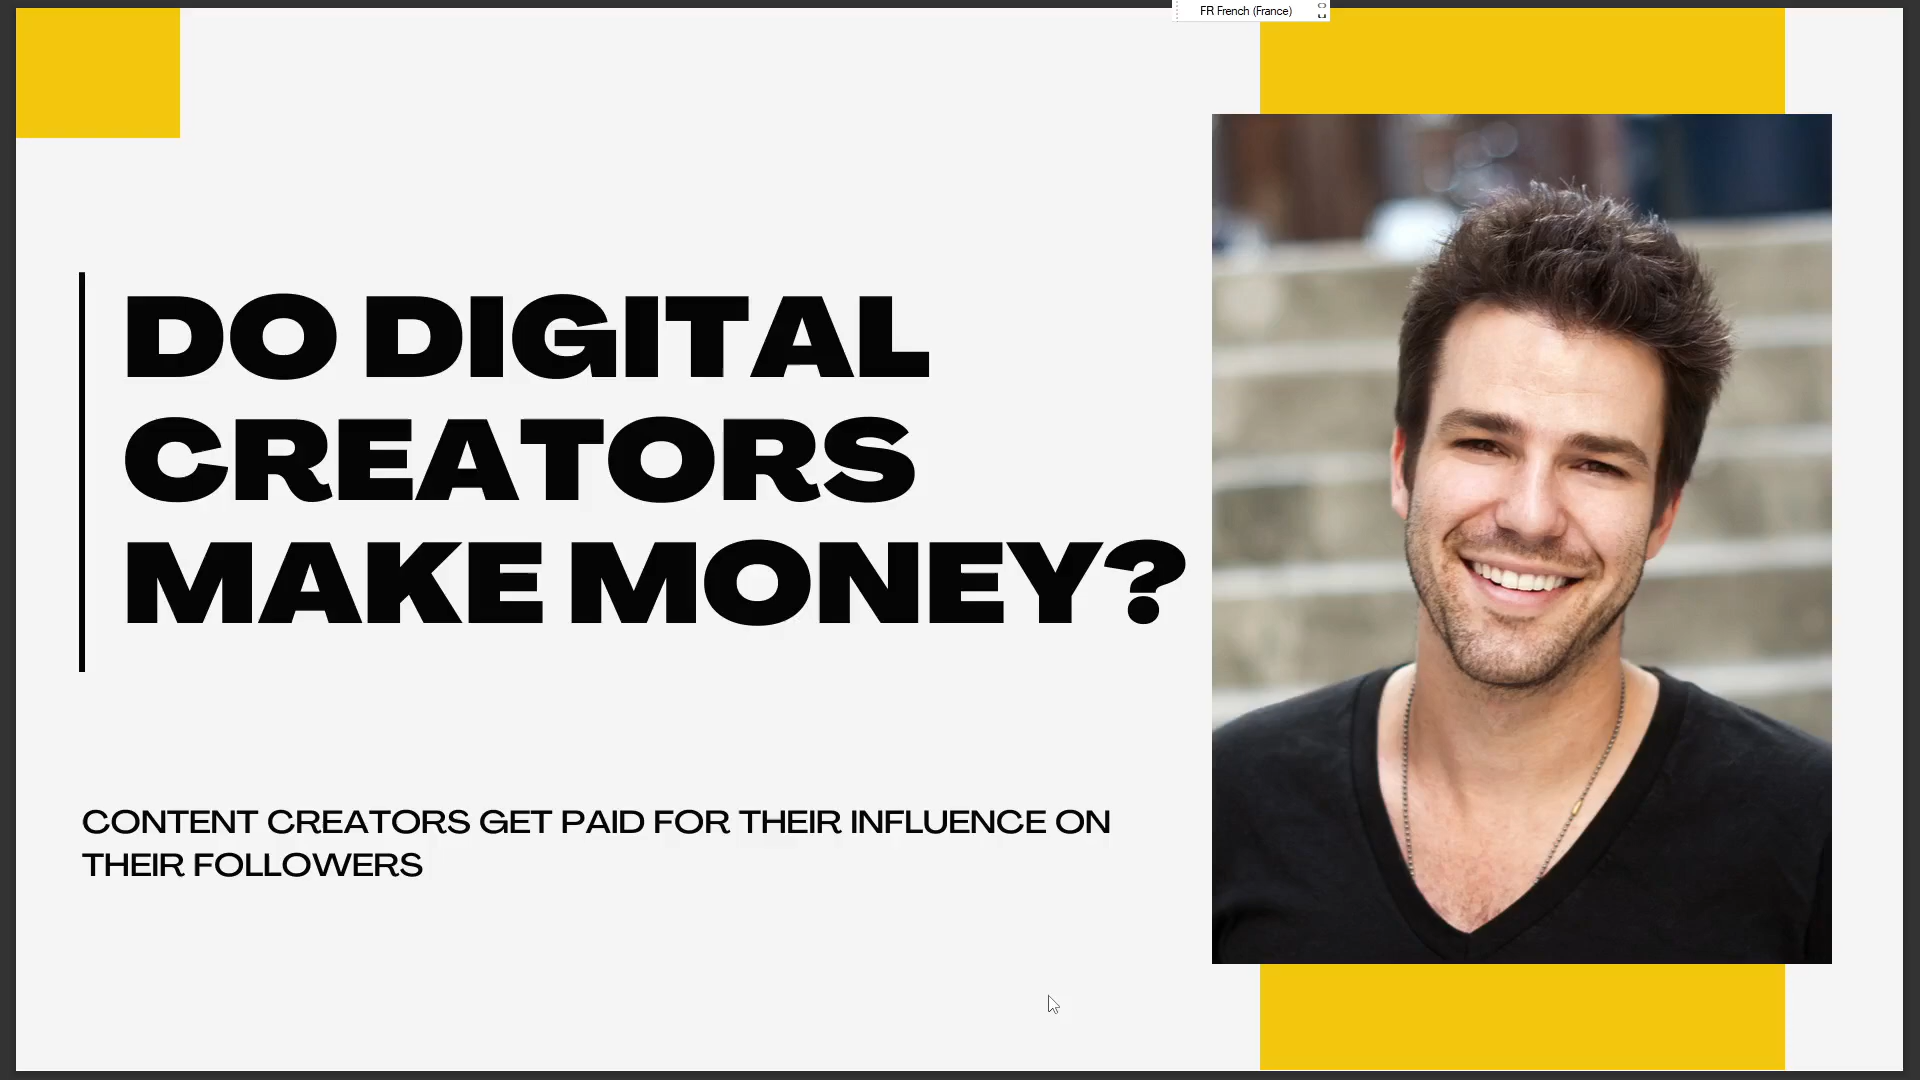 FR French (France)
DO DIGITAL
CREATORS
MAKE MONEY?
CONTENT CREATORS GET PAID FOR THEIR INFLUENCE ON
THEIR FOLLOWERS